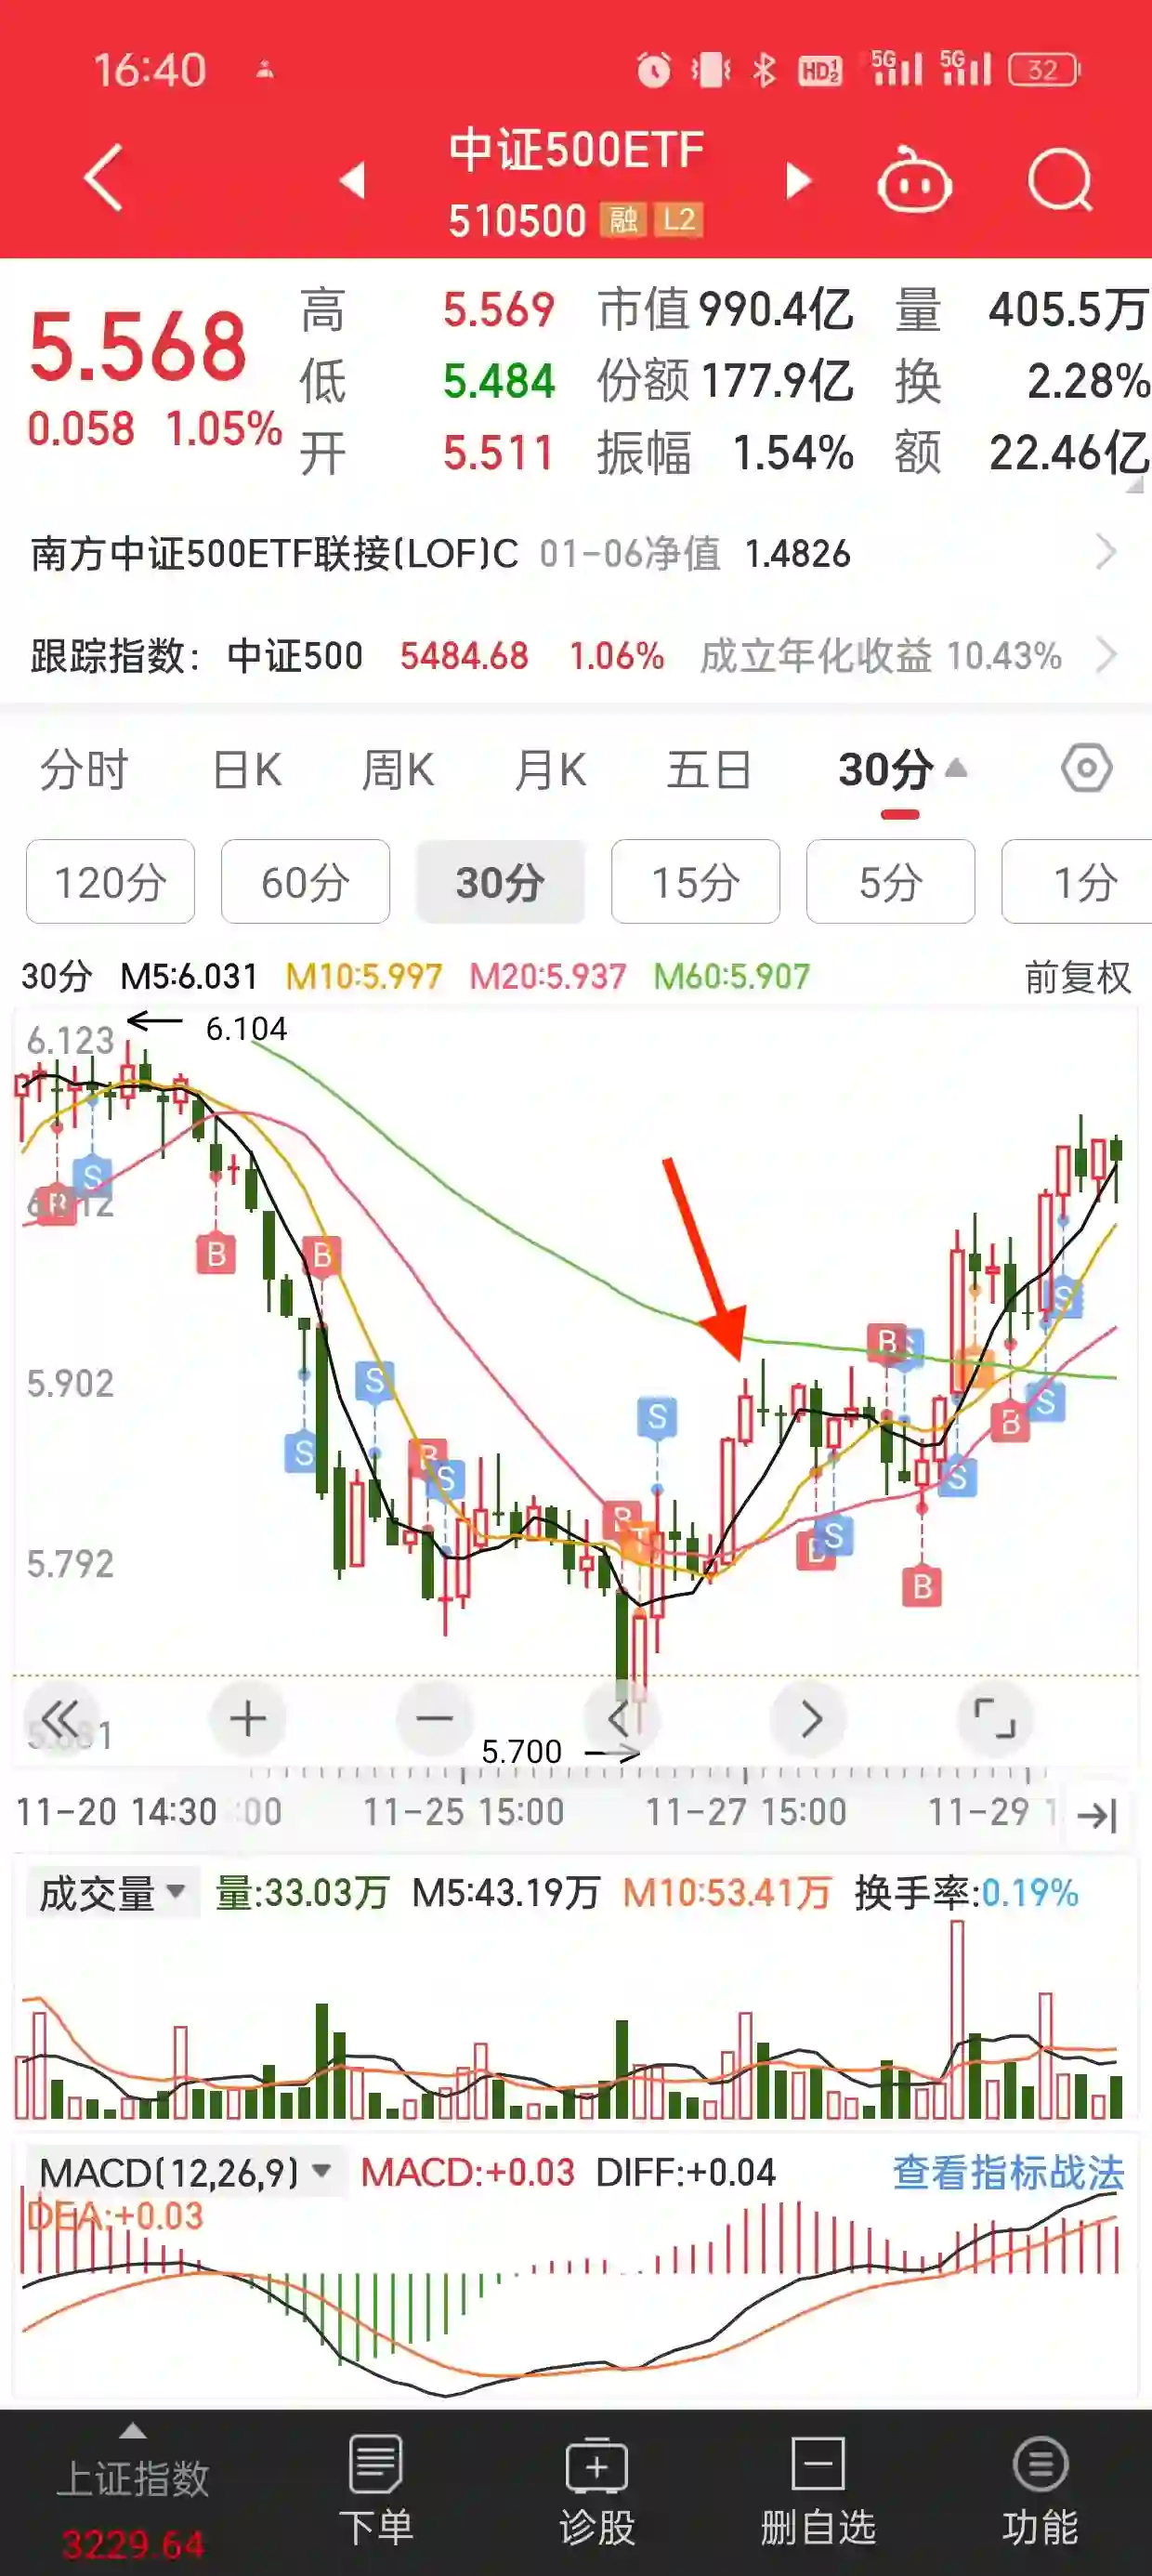 16:40
HD 1 2 5G 5G 32
中证500ETF
510500 融 L2
5.568
0.058 1.05%
高 5.569 市值 990.4亿 量 405.5万
低 5.484 份额 177.9亿 换 2.28%
开 5.511 振幅 1.54% 额 22.46亿
南方中证500ETF联接(LOF)C 01-06净值 1.4826
跟踪指数: 中证500 5484.68 1.06% 成立年化收益 10.43%
分时 日K 周K 月K 五日 30分
120分 60分 30分 15分 5分 1分
30分 M5:6.031 M10:5.997 M20:5.937 M60:5.907 前复权
6.123 6.104
S
B
B B
5.902
S
S
S
B S
B S
B
S B S
B
S
B S
B
5.792
5.700
11-20 14:30 :00 11-25 15:00 11-27 15:00 11-29 1
成交量 量:33.03万 M5:43.19万 M10:53.41万 换手率:0.19%
MACD(12,26,9) MACD:+0.03 DIFF:+0.04 查看指标战法
DEA:+0.03
上证指数 3229.64
下单 诊股 删自选 功能